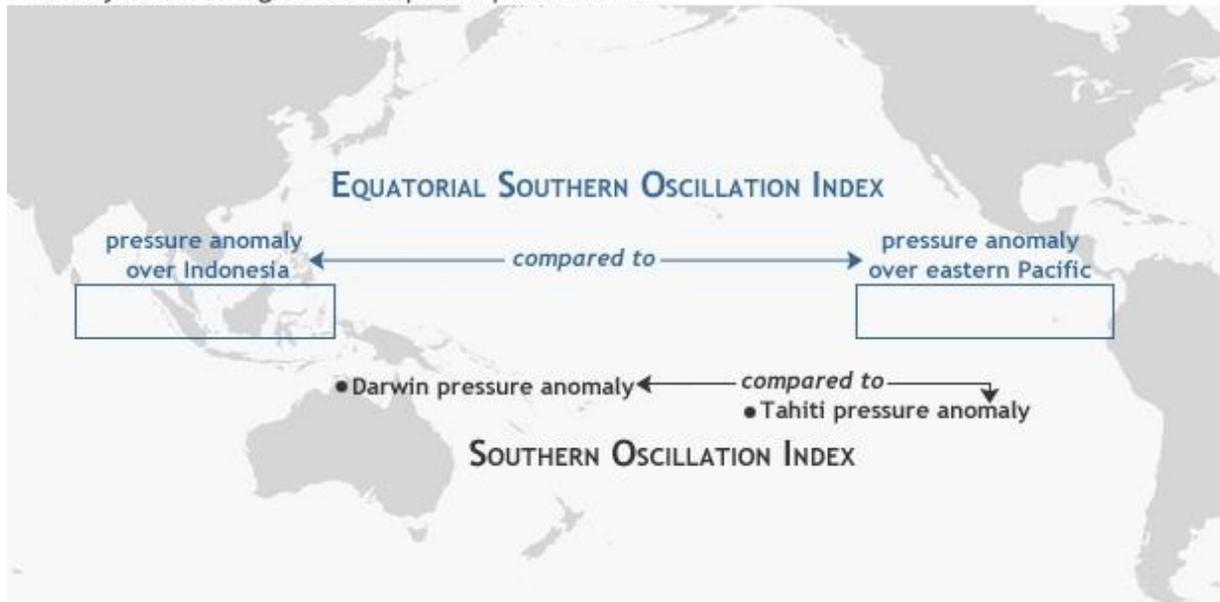 EQUATORIAL SOUTHERN OSCILLATION INDEX
pressure anomaly
over Indonesia
compared to
pressure anomaly
over eastern Pacific
Darwin pressure anomaly
compared to
Tahiti pressure anomaly
SOUTHERN OSCILLATION INDEX